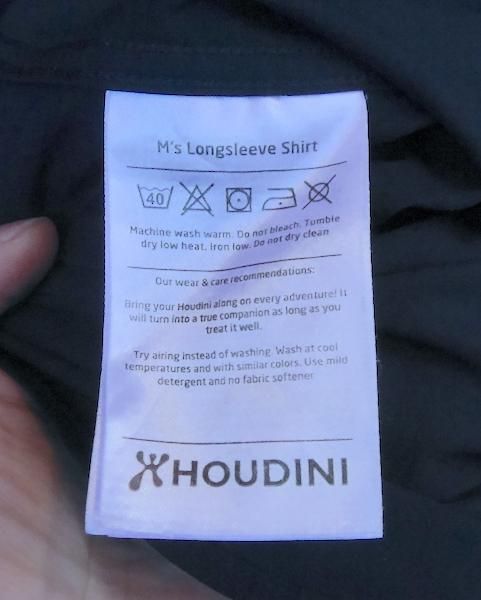 M's Longsleeve Shirt
40
Machine wash warm. Do not bleach. Tumble
dry low heat. Iron low. Do not dry clean
Our wear & care recommendations:
Bring your Houdini along on every adventure! It
will turn into a true companion as long as you
treat it well.
Try airing instead of washing. Wash at cool
temperatures and with similar colors. Use mild
detergent and no fabric softener
HOUDINI